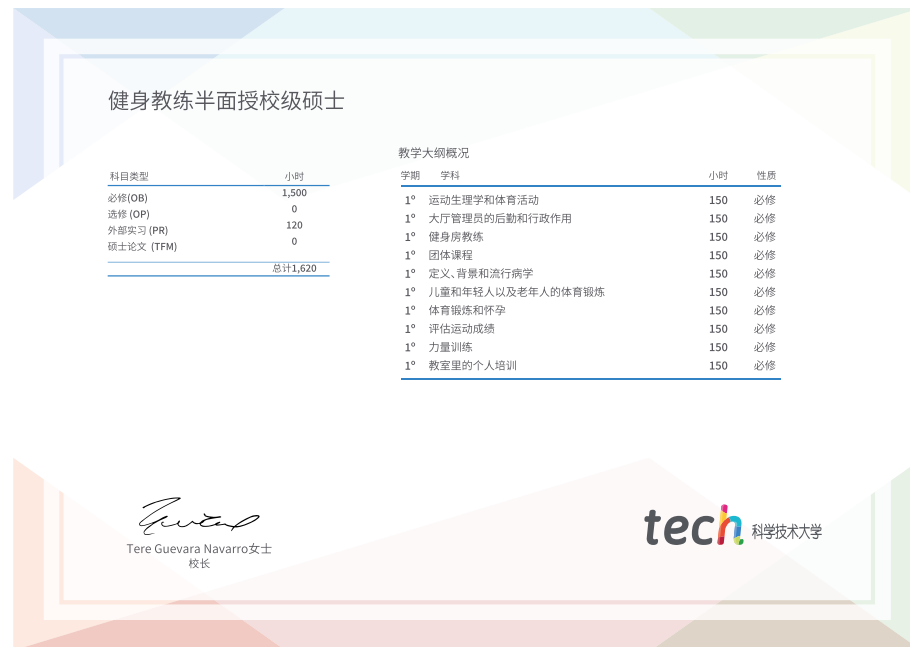 健身教练半面授校级硕士
教学大纲概况
科目类型 小时
必修(OB) 1,500
选修 (OP) 0
外部实习 (PR) 120
硕士论文 (TFM) 0
总计1,620
学期 学科 小时 性质
1º 运动生理学和体育活动 150 必修
1º 大厅管理员的后勤和行政作用 150 必修
1º 健身房教练 150 必修
1º 团体课程 150 必修
1º 定义、背景和流行病学 150 必修
1º 儿童和年轻人以及老年人的体育锻炼 150 必修
1º 体育锻炼和怀孕 150 必修
1º 评估运动成绩 150 必修
1º 力量训练 150 必修
1º 教室里的个人培训 150 必修
Tere Guevara Navarro女士
校长
tech 科学技术大学